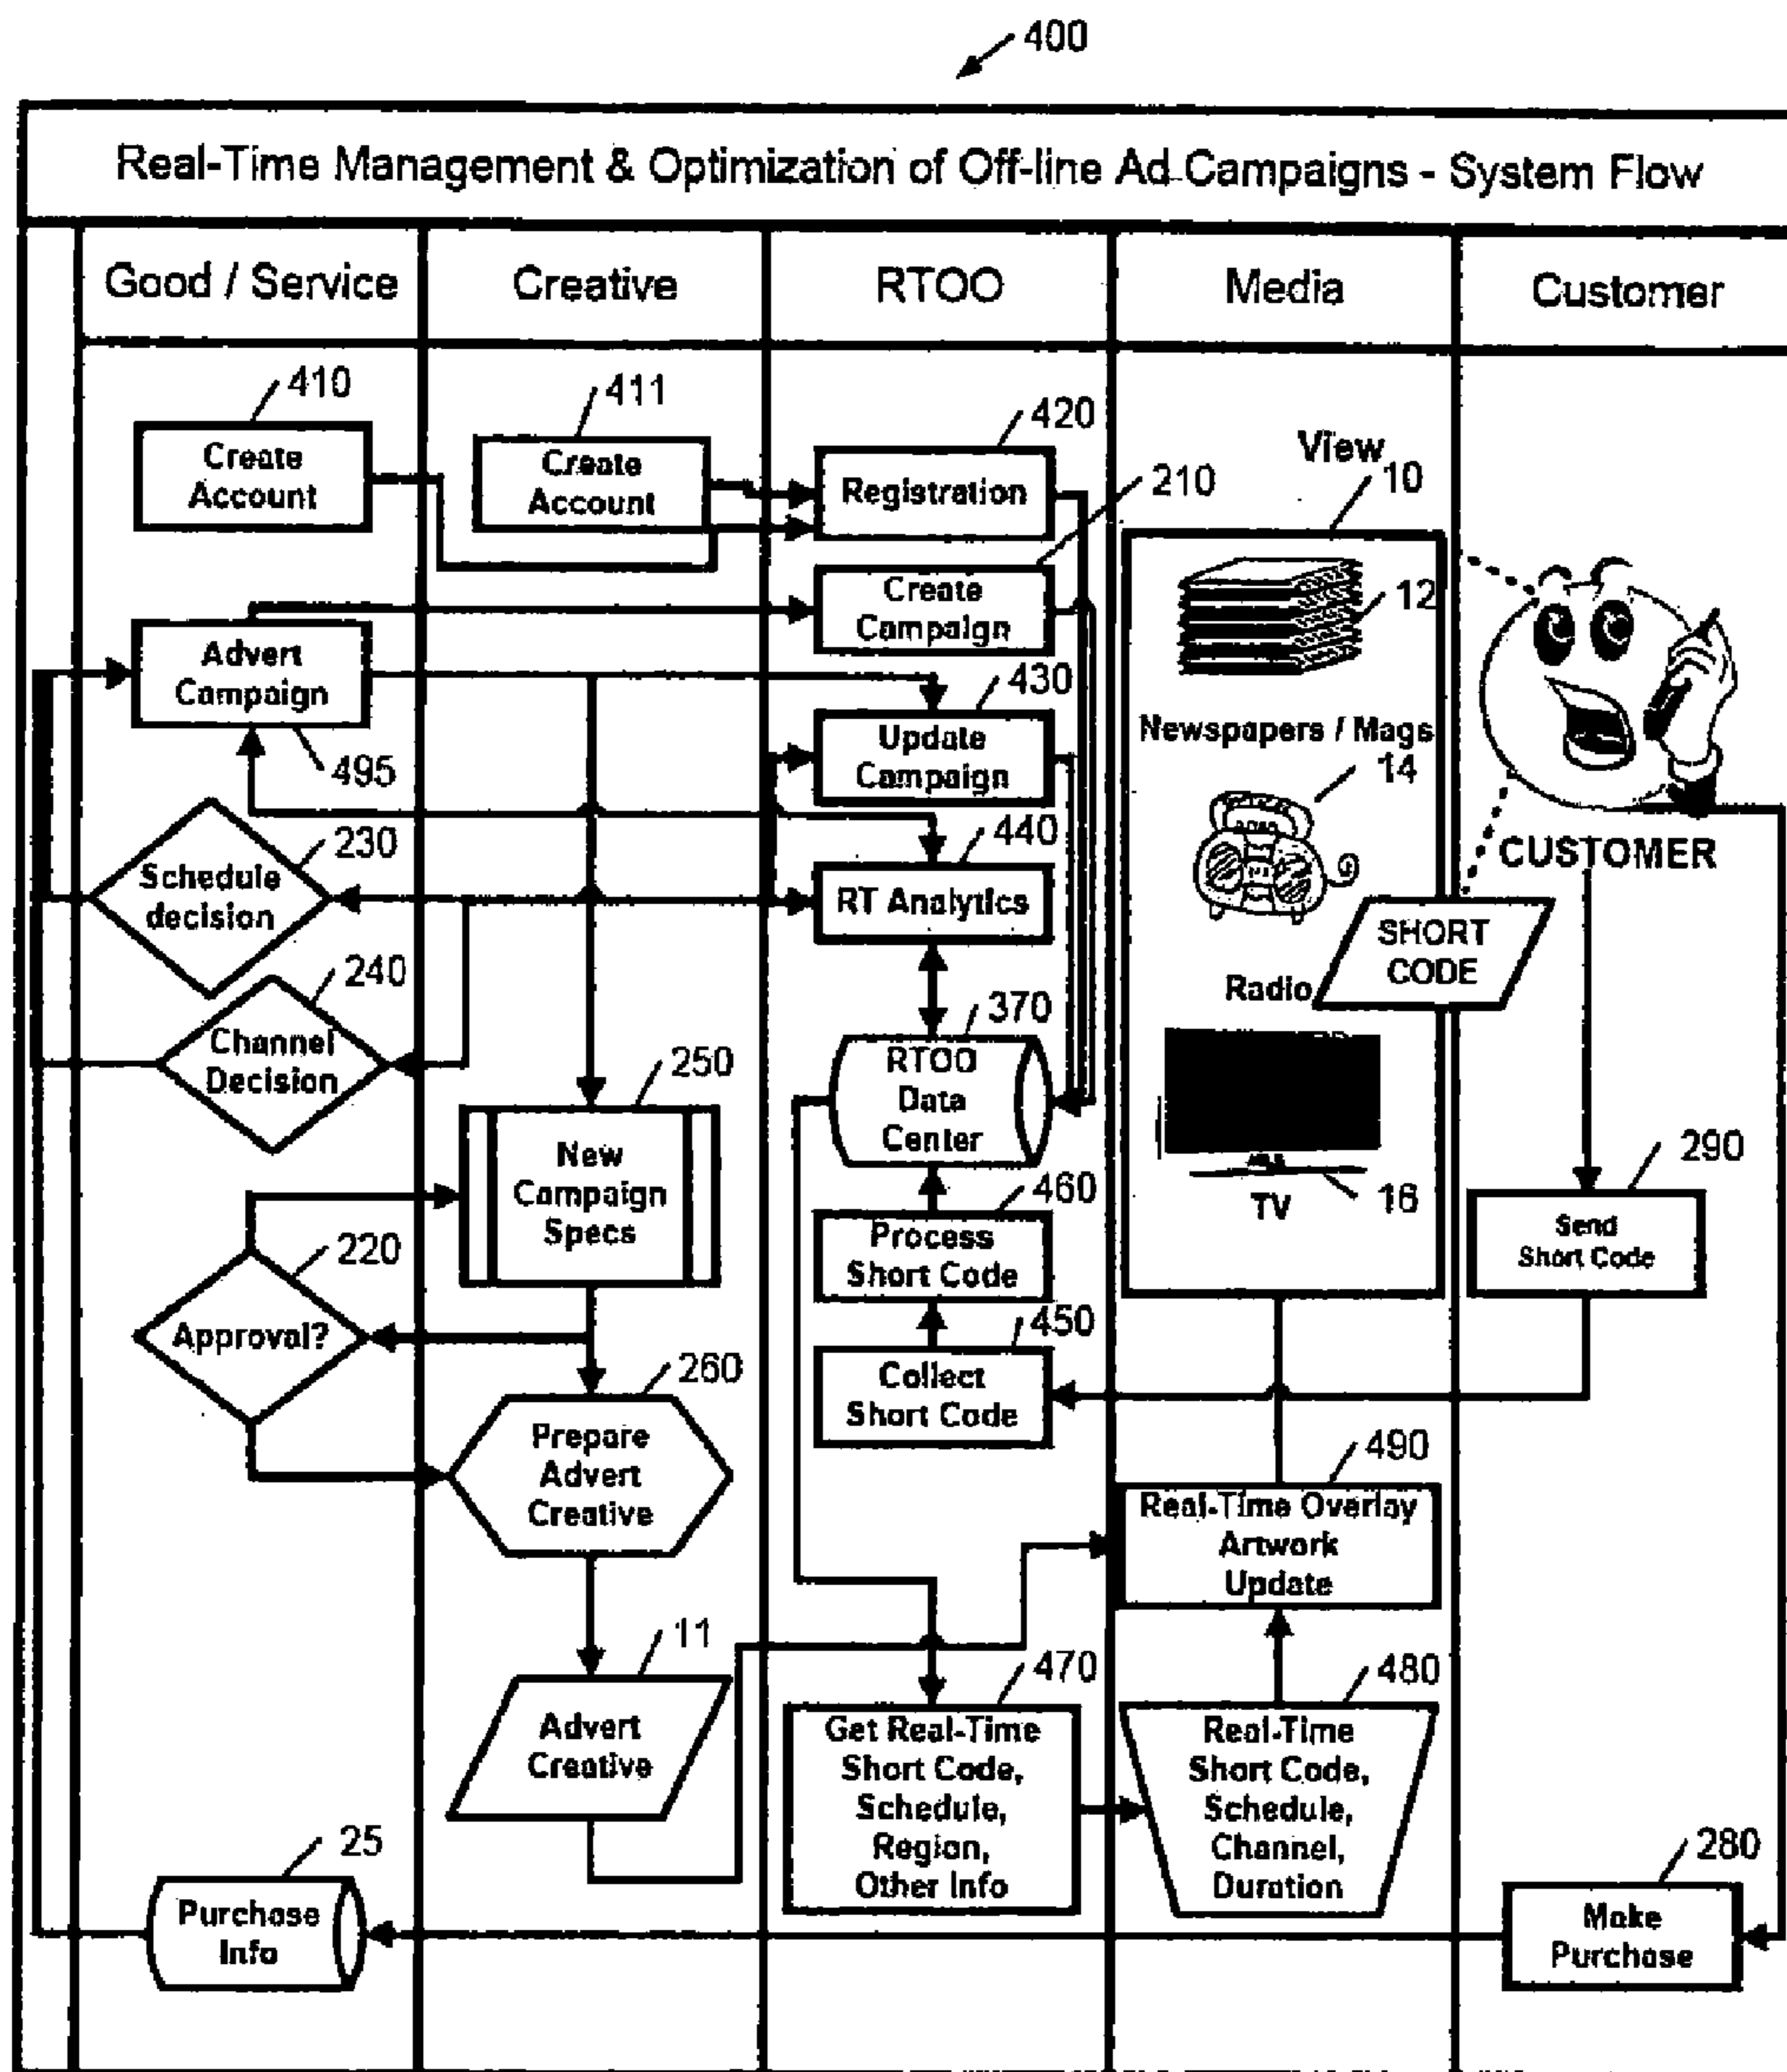 400
Real-Time Management & Optimization of Off-line Ad Campaigns - System Flow
Good / Service
Creative
RTOO
Media
Customer
410
Create
Account
411
Create
Account
420
Registration
210
Create
Campaign
Advert
Campaign
495
430
Update
Campaign
440
RT Analytics
230
Schedule
decision
240
Channel
Decision
370
RTOO
Data
Center
250
New
Campaign
Specs
220
Approval?
460
Process
Short Code
450
Collect
Short Code
260
Prepare
Advert
Creative
11
Advert
Creative
470
Get Real-Time
Short Code,
Schedule,
Region,
Other Info
25
Purchase
Info
View
10
12
Newspapers / Mags
14
Radio
TV
16
SHORT
CODE
CUSTOMER
290
Send
Short Code
490
Real-Time Overlay
Artwork
Update
480
Real-Time
Short Code,
Schedule,
Channel,
Duration
280
Make
Purchase